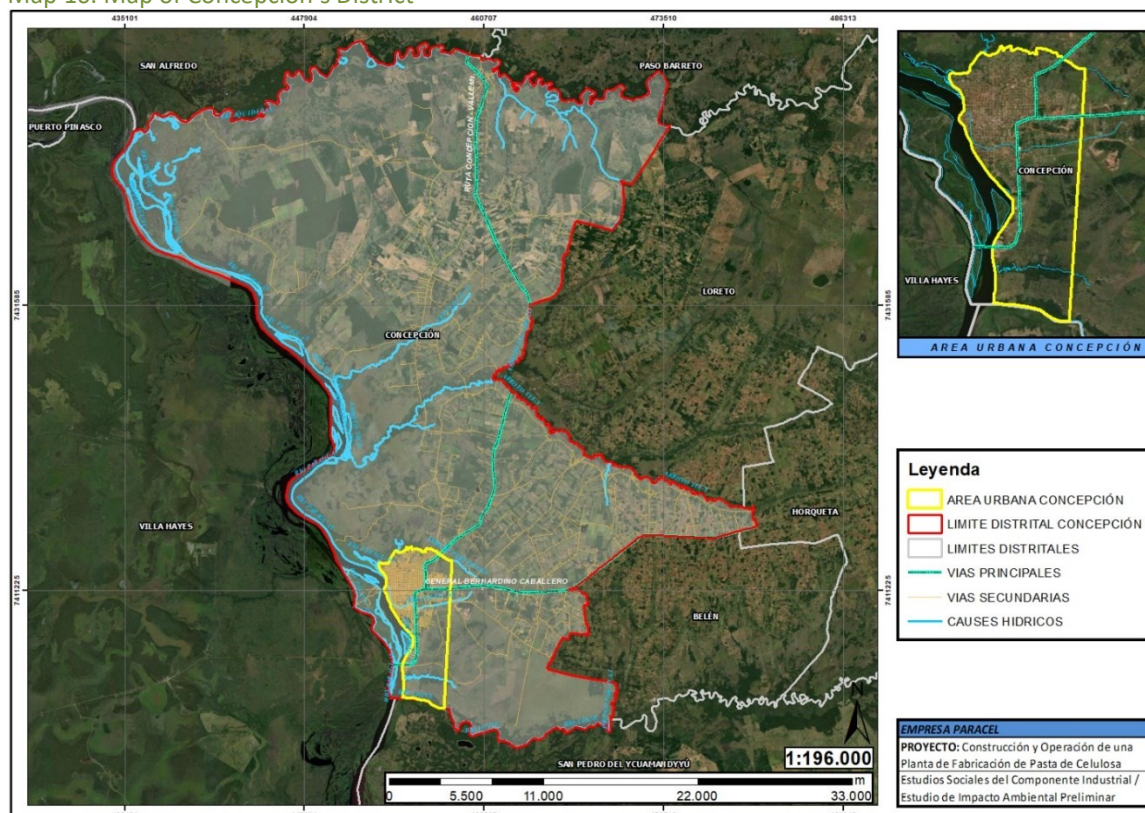 Map 10: Map of Concepción's District
435101
447904
460707
473510
486313
SAN ALFREDO
PASO BARRETO
PUERTO PINASCO
RUTA CONCEPCION - VALLEMI
LORETO
CONCEPCIÓN
7431585
7431585
HORQUETA
VILLA HAYES
GENERAL BERNARDINO CABALLERO
7411225
7411225
BELÉN
SAN PEDRO DEL YCUAMANDYYÚ
N
1:196.000
m
0
5.500
11.000
22.000
33.000
CONCEPCIÓN
VILLA HAYES
AREA URBANA CONCEPCIÓN
Leyenda
AREA URBANA CONCEPCIÓN
LIMITE DISTRITAL CONCEPCIÓN
LIMITES DISTRITALES
VIAS PRINCIPALES
VIAS SECUNDARIAS
CAUSES HIDRICOS
EMPRESA PARACEL
PROYECTO: Construcción y Operación de una
Planta de Fabricación de Pasta de Celulosa
Estudios Sociales del Componente Industrial /
Estudio de Impacto Ambiental Preliminar